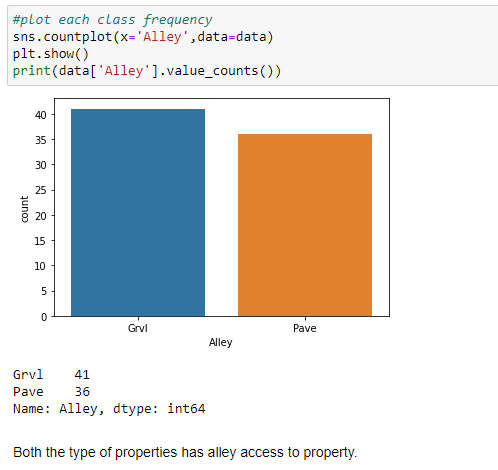 #plot each class frequency
sns.countplot(x='Alley',data=data)
plt.show()
print(data['Alley'].value_counts())
40
35
30
25
20
15
10
5
0
count
Grvl Pave
Alley
Grvl    41
Pave    36
Name: Alley, dtype: int64
Both the type of properties has alley access to property.